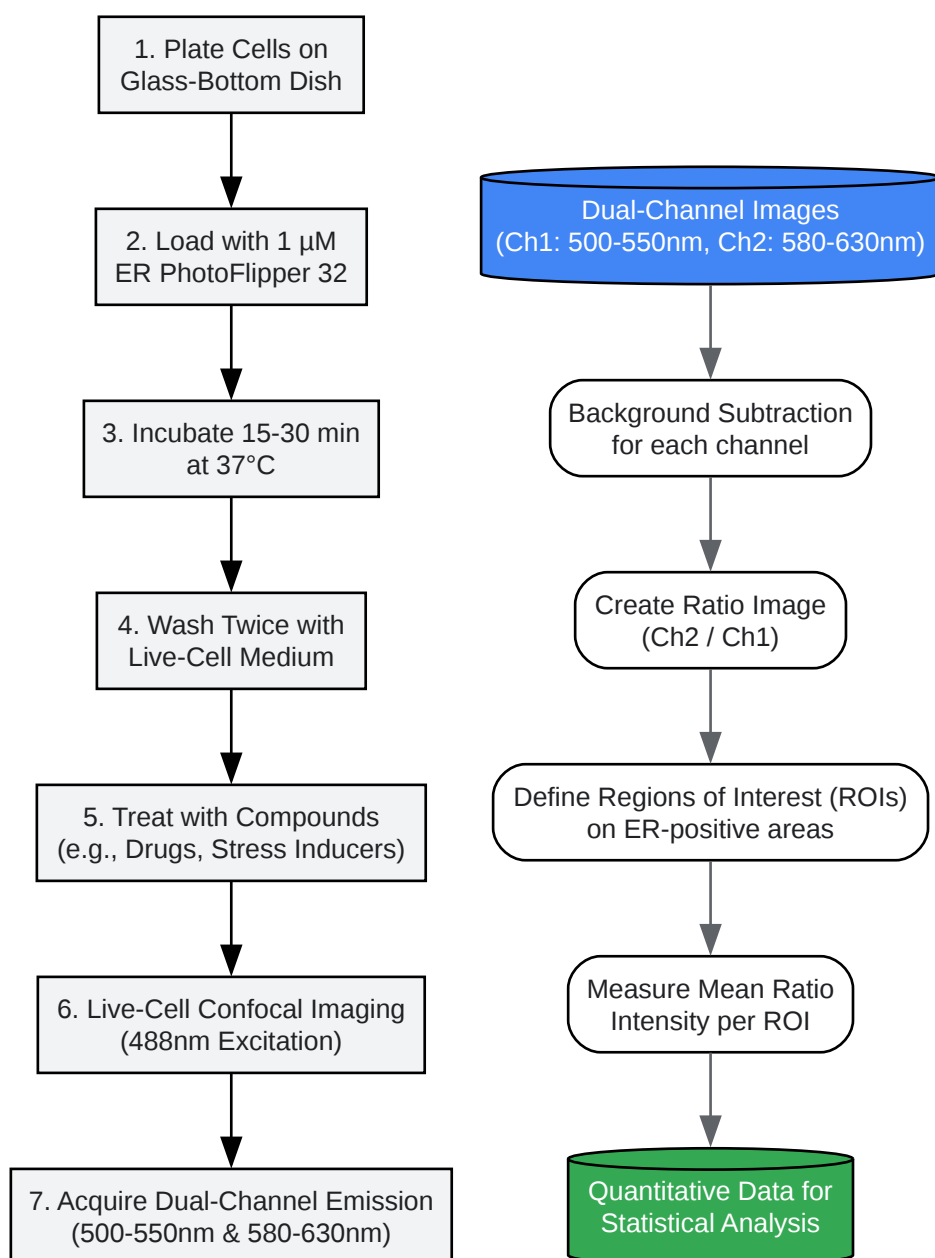 1. Plate Cells on
Glass-Bottom Dish
2. Load with 1 µM
ER PhotoFlipper 32
3. Incubate 15-30 min
at 37°C
4. Wash Twice with
Live-Cell Medium
5. Treat with Compounds
(e.g., Drugs, Stress Inducers)
6. Live-Cell Confocal Imaging
(488nm Excitation)
7. Acquire Dual-Channel Emission
(500-550nm & 580-630nm)
Dual-Channel Images
(Ch1: 500-550nm, Ch2: 580-630nm)
Background Subtraction
for each channel
Create Ratio Image
(Ch2 / Ch1)
Define Regions of Interest (ROIs)
on ER-positive areas
Measure Mean Ratio
Intensity per ROI
Quantitative Data for
Statistical Analysis